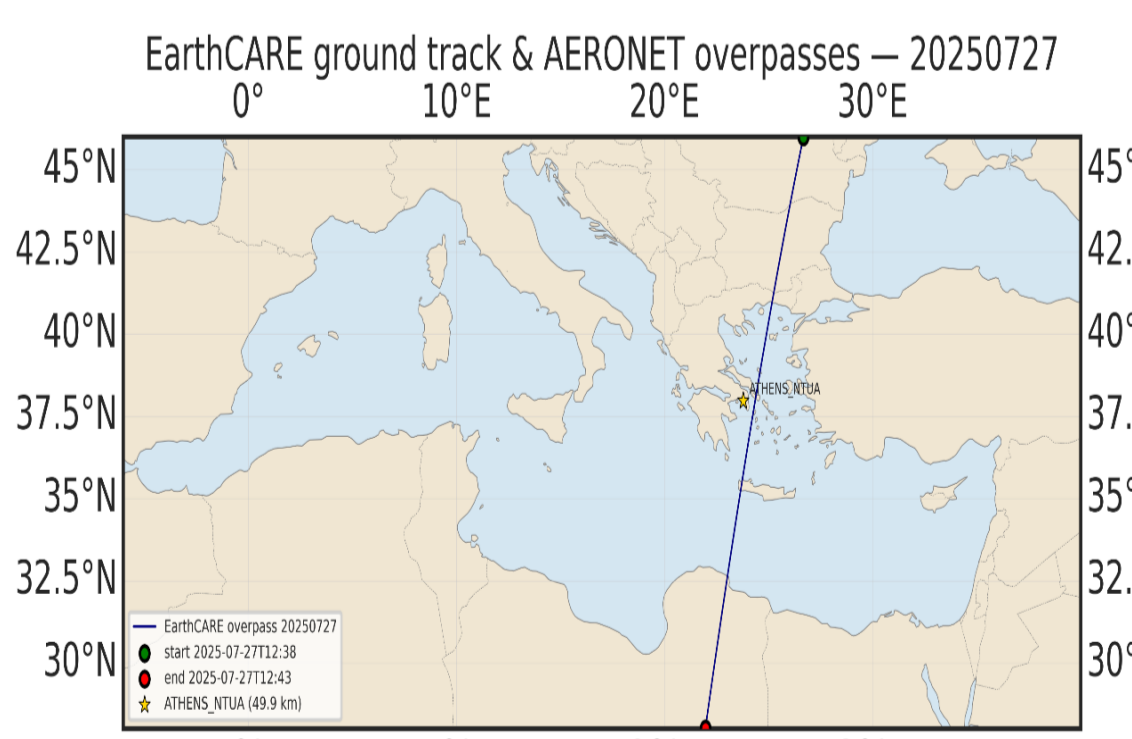 EarthCARE ground track & AERONET overpasses — 20250727
0° 10°E 20°E 30°E
45°N 45°
42.5°N 42.
40°N 40°
ATHENS_NTUA
37.5°N 37.
35°N 35°
32.5°N 32.
30°N 30°
EarthCARE overpass 20250727
start 2025-07-27T12:38
end 2025-07-27T12:43
ATHENS_NTUA (49.9 km)